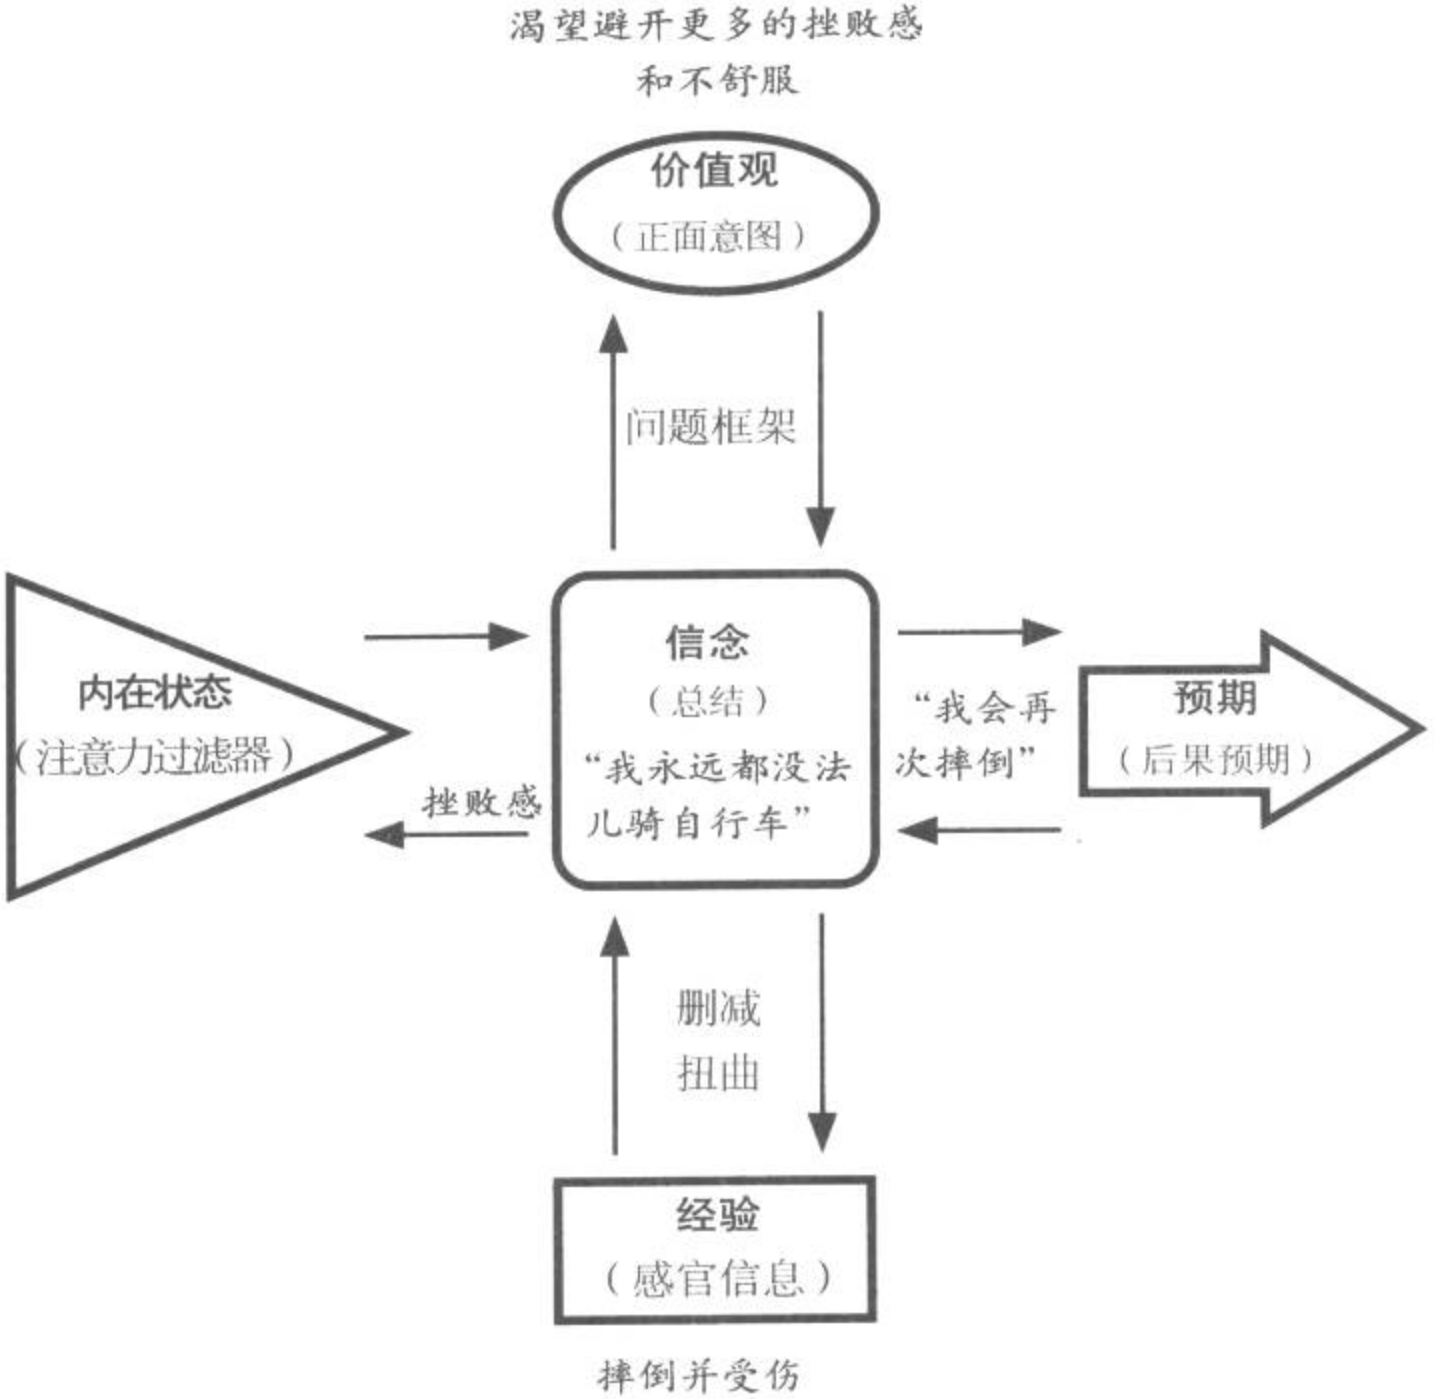 渴望避开更多的挫败感
和不舒服
价值观
（正面意图）
问题框架
内在状态
（注意力过滤器）
挫败感
信念
（总结）
“我永远都没法
儿骑自行车”
“我会再
次摔倒”
预期
（后果预期）
删减
扭曲
经验
（感官信息）
摔倒并受伤